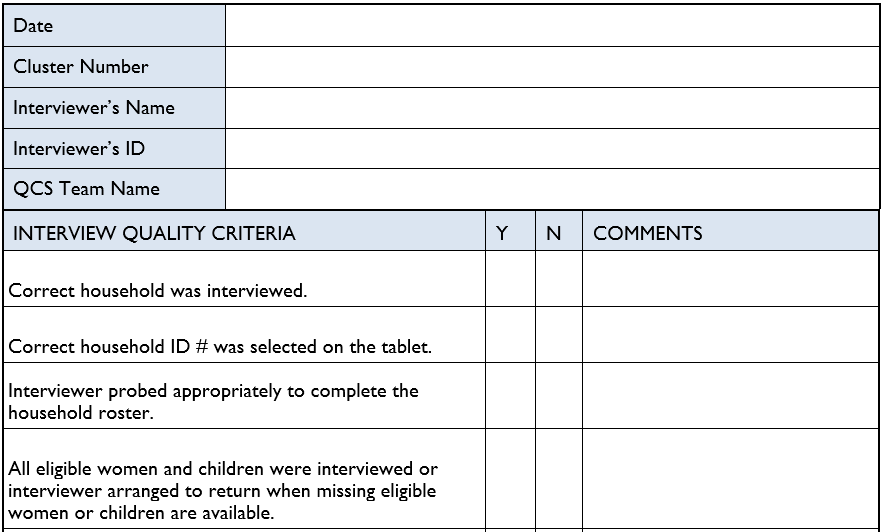 Date
Cluster Number
Interviewer’s Name
Interviewer’s ID
QCS Team Name
INTERVIEW QUALITY CRITERIA Y N COMMENTS
Correct household was interviewed.
Correct household ID # was selected on the tablet.
Interviewer probed appropriately to complete the
household roster.
All eligible women and children were interviewed or
interviewer arranged to return when missing eligible
women or children are available.